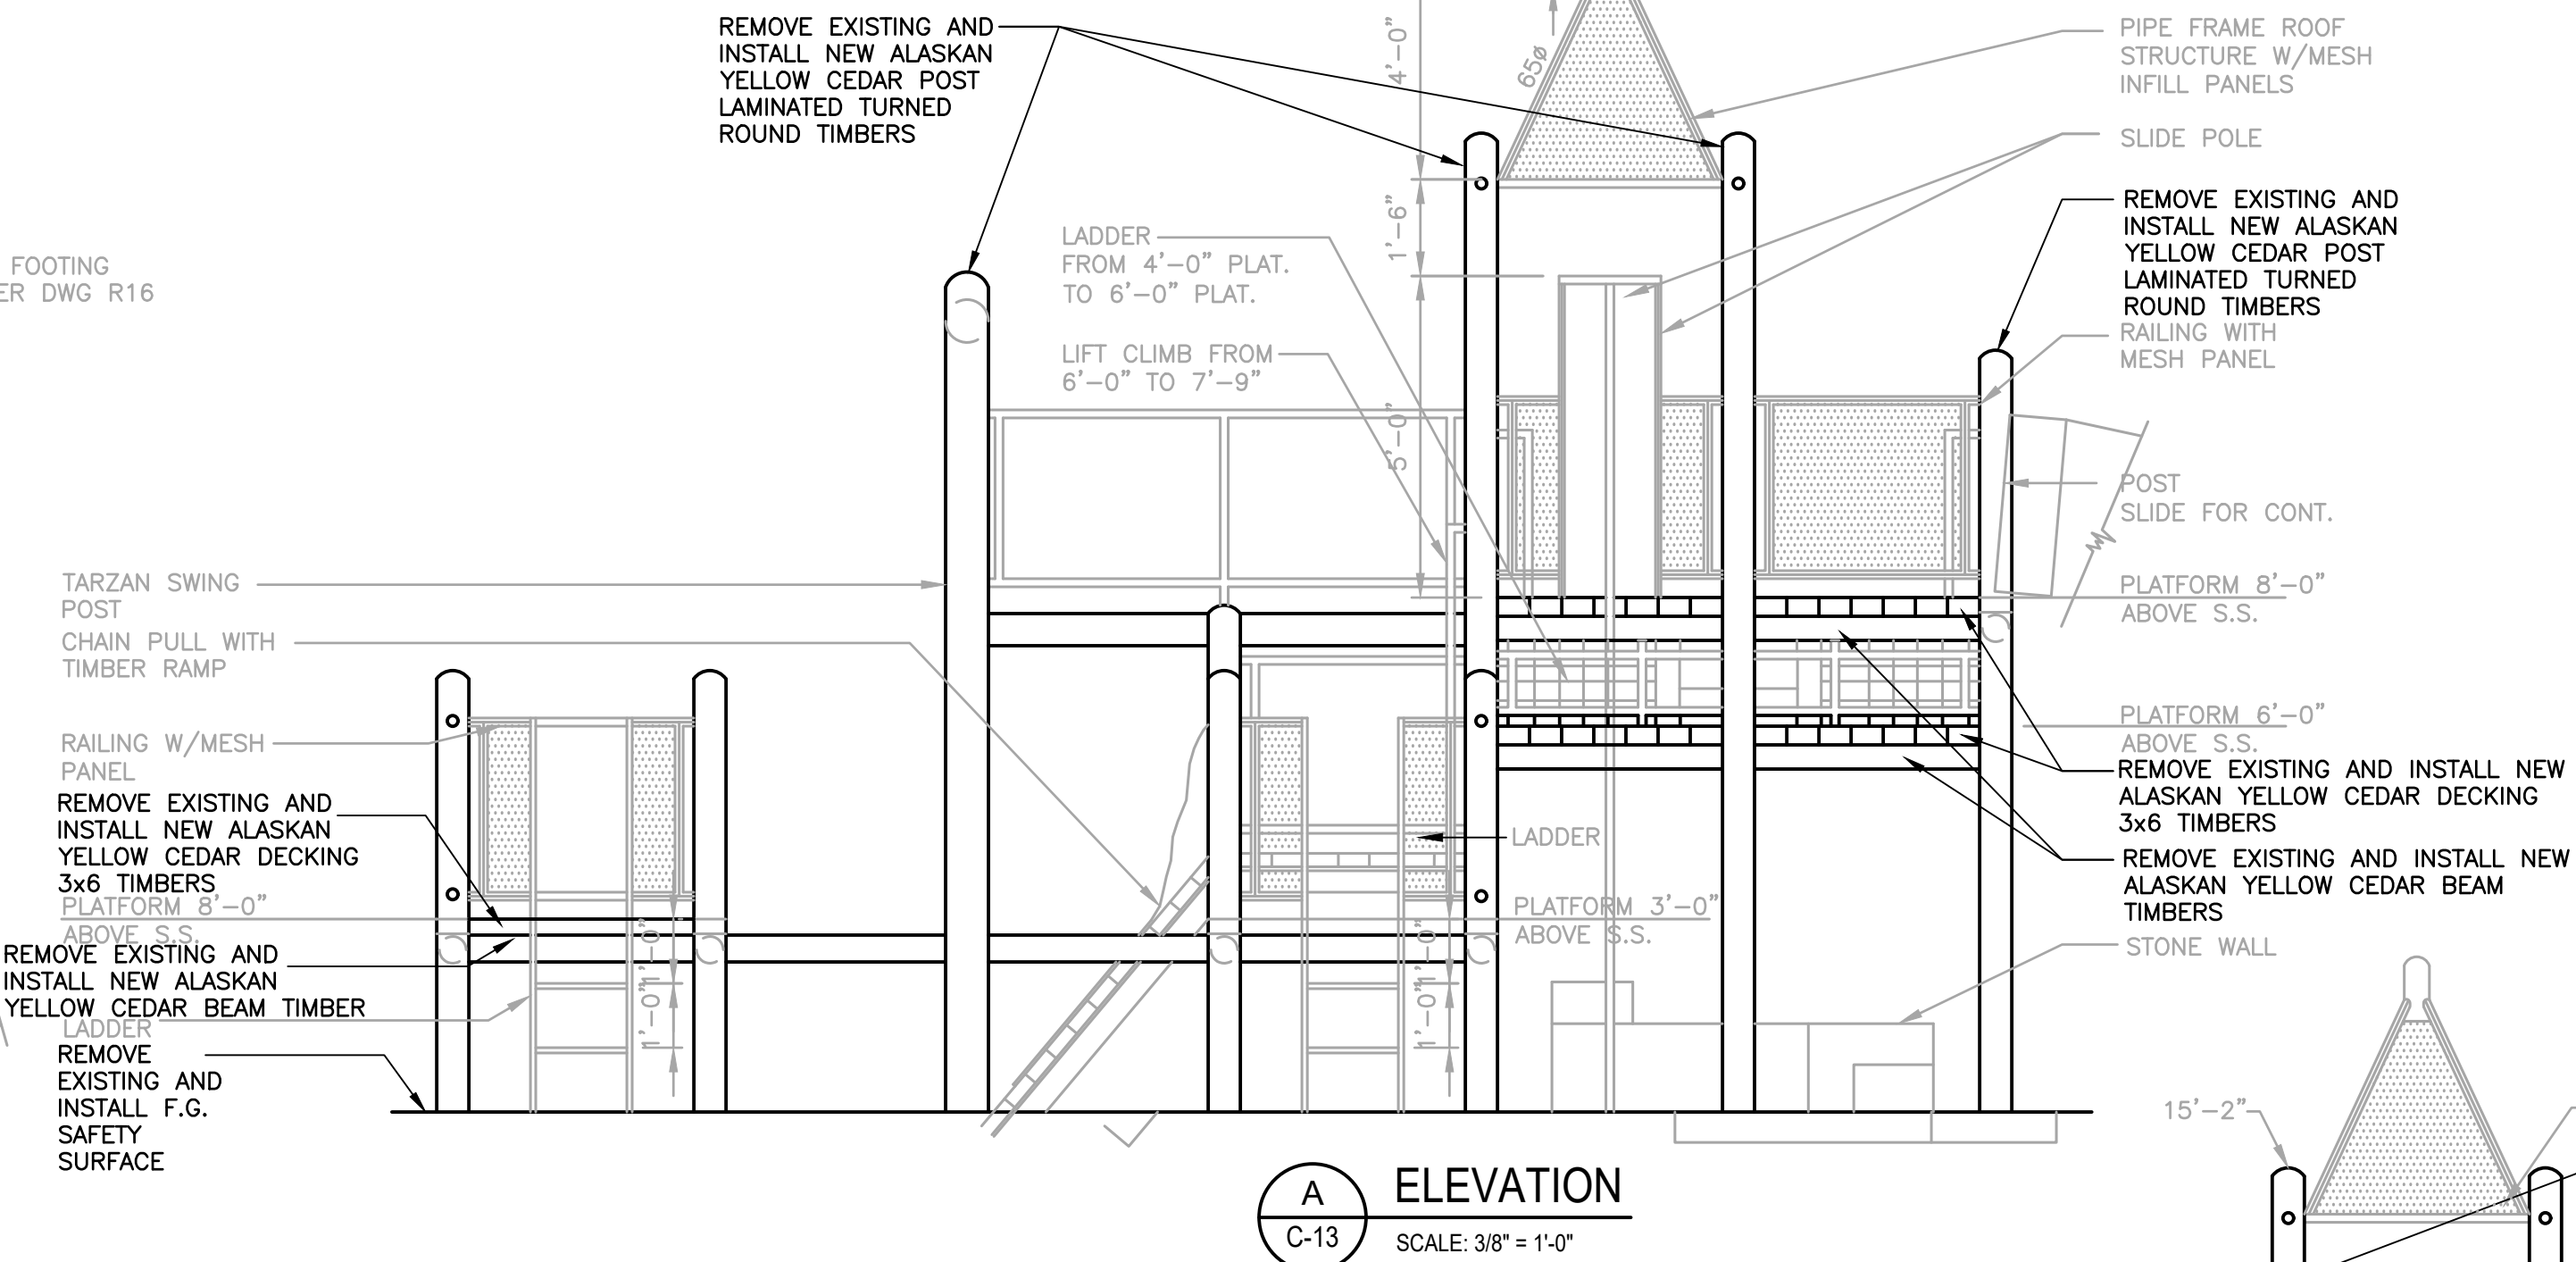 REMOVE EXISTING AND
INSTALL NEW ALASKAN
YELLOW CEDAR POST
LAMINATED TURNED
ROUND TIMBERS
4'-0"
65ø
PIPE FRAME ROOF
STRUCTURE W/MESH
INFILL PANELS
SLIDE POLE
REMOVE EXISTING AND
INSTALL NEW ALASKAN
YELLOW CEDAR POST
LAMINATED TURNED
ROUND TIMBERS
RAILING WITH
MESH PANEL
1'-6"
LADDER
FROM 4'-0" PLAT.
TO 6'-0" PLAT.
FOOTING
DWG R16
LIFT CLIMB FROM
6'-0" TO 7'-9"
5'-0"
POST
SLIDE FOR CONT.
TARZAN SWING
POST
CHAIN PULL WITH
TIMBER RAMP
PLATFORM 8'-0"
ABOVE S.S.
PLATFORM 6'-0"
ABOVE S.S.
RAILING W/MESH
PANEL
REMOVE EXISTING AND
INSTALL NEW ALASKAN
YELLOW CEDAR DECKING
3x6 TIMBERS
PLATFORM 8'-0"
ABOVE S.S.
REMOVE EXISTING AND
INSTALL NEW ALASKAN
YELLOW CEDAR BEAM TIMBER
LADDER
REMOVE
EXISTING AND
INSTALL F.G.
SAFETY
SURFACE
1'-0"
1'-0"
LADDER
PLATFORM 3'-0"
ABOVE S.S.
1'-0"
1'-0"
REMOVE EXISTING AND INSTALL NEW
ALASKAN YELLOW CEDAR DECKING
3x6 TIMBERS
REMOVE EXISTING AND INSTALL NEW
ALASKAN YELLOW CEDAR BEAM
TIMBERS
STONE WALL
15'-2"
A
C-13
ELEVATION
SCALE: 3/8" = 1'-0"